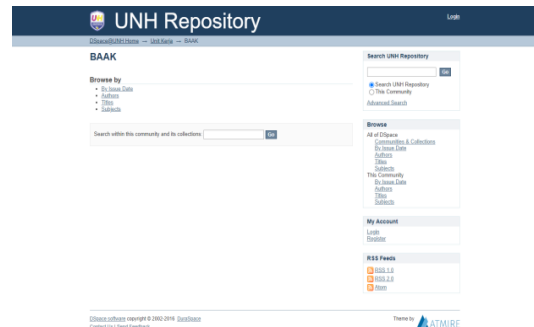 UNH Repository
Login
DSpace@UNH Home → Unit Kerja → BAAK
BAAK
Browse by
By Issue Date
Authors
Titles
Subjects
Search within this community and its collections: Go
Search UNH Repository
Go
Search UNH Repository
This Community
Advanced Search
Browse
All of DSpace
Communities & Collections
By Issue Date
Authors
Titles
Subjects
This Community
By Issue Date
Authors
Titles
Subjects
My Account
Login
Register
RSS Feeds
RSS 1.0
RSS 2.0
Atom
DSpace software copyright © 2002-2016 DuraSpace
Contact Us | Send Feedback
Theme by
ATMIRE